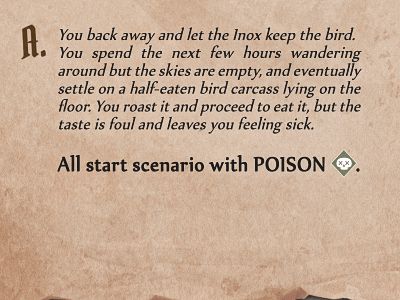 A. You back away and let the Inox keep the bird.
You spend the next few hours wandering
around but the skies are empty, and eventually
settle on a half-eaten bird carcass lying on the
floor. You roast it and proceed to eat it, but the
taste is foul and leaves you feeling sick.
All start scenario with POISON .